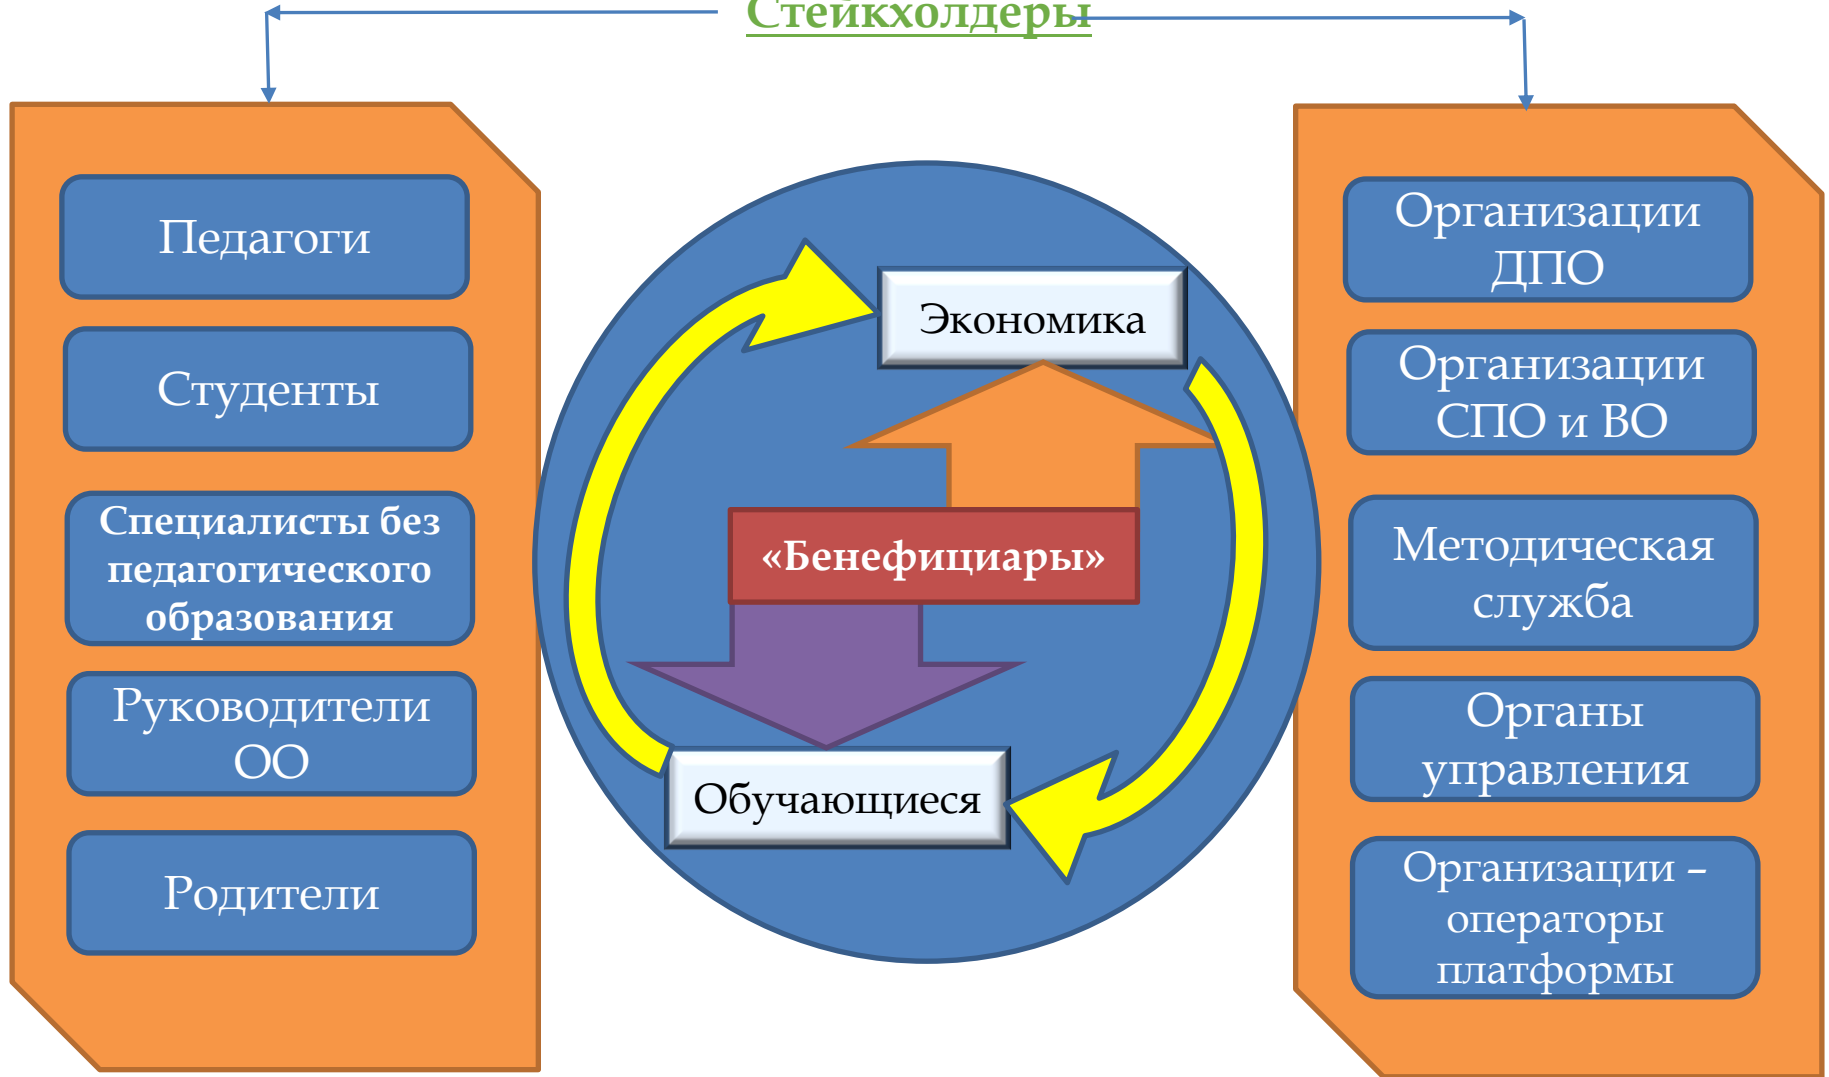 Стейкхолдеры
Педагоги
Студенты
Специалисты без
педагогического
образования
Руководители
ОО
Родители
Экономика
«Бенефициары»
Обучающиеся
Организации
ДПО
Организации
СПО и ВО
Методическая
служба
Органы
управления
Организации –
операторы
платформы